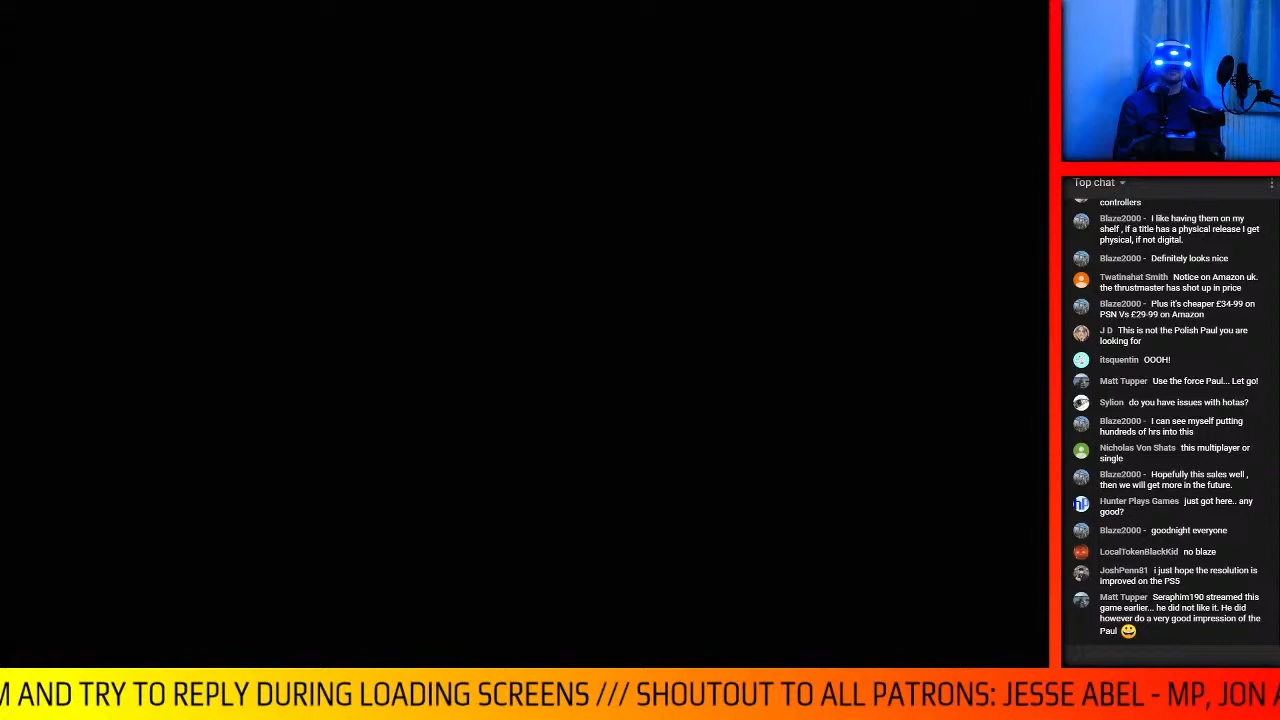 Top chat
controllers
Blaze2000 - I like having them on my
shelf , if a title has a physical release I get
physical, if not digital.
Blaze2000 - Definitely looks nice
Twatinahat Smith Notice on Amazon uk.
the thrustmaster has shot up in price
Blaze2000 - Plus it's cheaper £34-99 on
PSN Vs £29-99 on Amazon
J D This is not the Polish Paul you are
looking for
itsquentin OOOH!
Matt Tupper Use the force Paul... Let go!
Sylion do you have issues with hotas?
Blaze2000 - I can see myself putting
hundreds of hrs into this
Nicholas Von Shats this multiplayer or
single
Blaze2000 - Hopefully this sales well ,
then we will get more in the future.
Hunter Plays Games just got here.. any
good?
Blaze2000 - goodnight everyone
LocalTokenBlackKid no blaze
JoshPenn81 i just hope the resolution is
improved on the PS5
Matt Tupper Seraphim190 streamed this
game earlier... he did not like it. He did
however do a very good impression of the
Paul 😀
M AND TRY TO REPLY DURING LOADING SCREENS /// SHOUTOUT TO ALL PATRONS: JESSE ABEL - MP, JON A